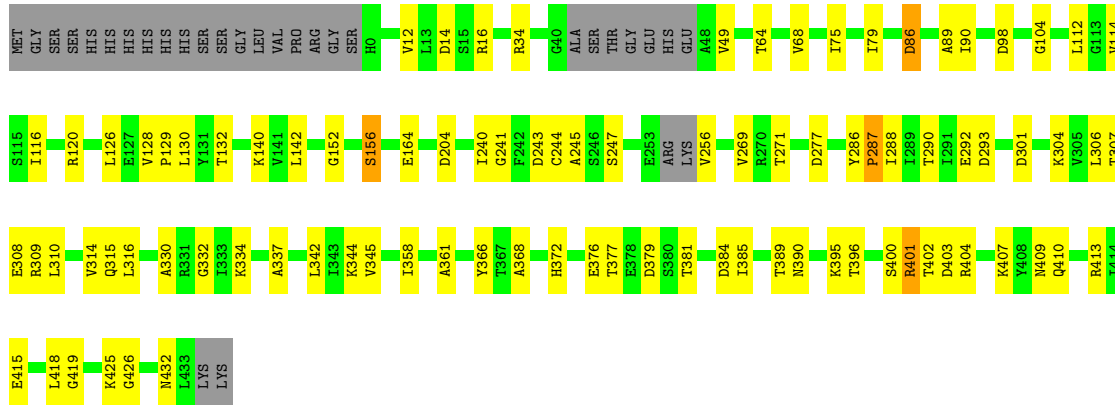 MET GLY SER SER HIS HIS HIS HIS HIS HIS SER SER GLY LEU VAL PRO ARG GLY SER H0 V12 L13 D14 S15 R16 R34 G40 ALA SER THR GLY GLU HIS GLU A48 V49 T64 V68 I75 I79 D86 A89 I90 D98 G104 L112 G113 V114
S115 I116 R120 L126 E127 V128 P129 L130 Y131 T132 K140 V141 L142 G152 S156 E164 D204 I240 G241 F242 D243 C244 A245 S246 S247 E253 ARG LYS V256 V269 R270 T271 D277 Y286 P287 I288 I289 T290 I291 E292 D293 D301 K304 V305 L306 T307
E308 R309 L310 V314 Q315 L316 A330 R331 G332 I333 K334 A337 L342 I343 K344 V345 I358 A361 Y366 T367 A368 H372 E376 T377 E378 D379 S380 T381 D384 I385 T389 N390 K395 T396 S400 R401 T402 D403 R404 K407 Y408 N409 Q410 R413 I414
E415 L418 G419 K425 G426 N432 L433 LYS LYS